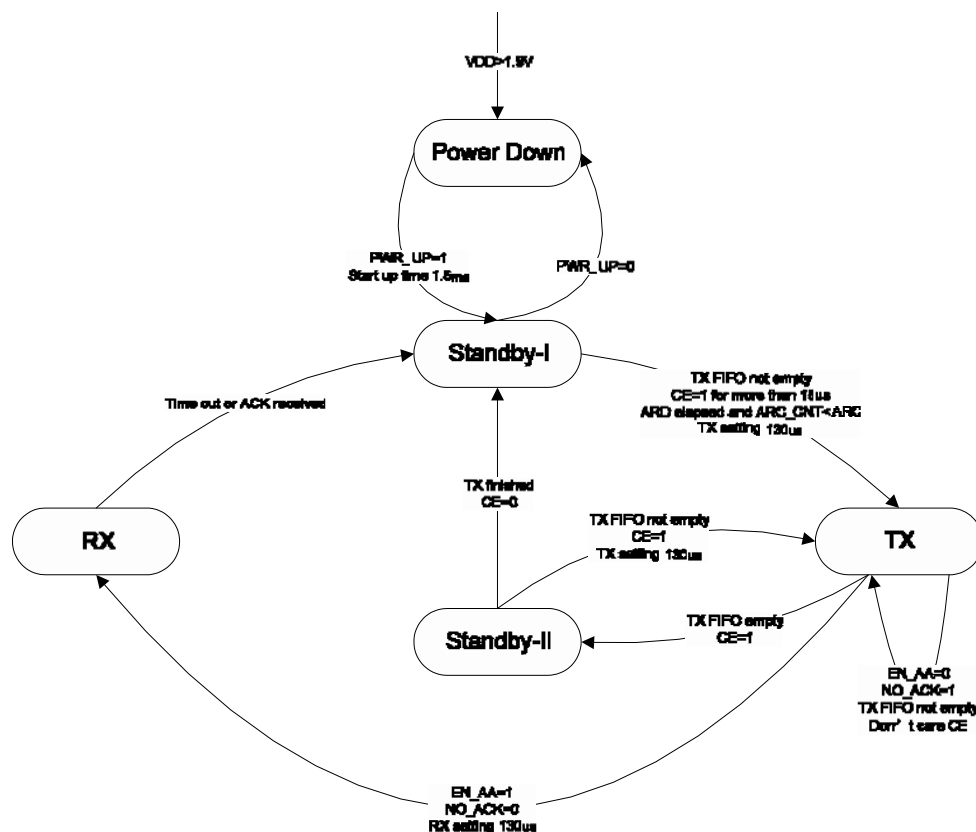 VDD>1.9V
Power Down
PWR_UP=1
Start up time 1.5ms
PWR_UP=0
Standby-I
TX FIFO not empty
CE=1 for more than 15us
ARD elapsed and ARC_CNT<ARC
TX setting 130us
Time out or ACK received
TX finished
CE=0
RX
TX FIFO not empty
CE=1
TX setting 130us
TX
Standby-II
TX FIFO empty
CE=1
EN_AA=0
NO_ACK=1
TX FIFO not empty
Don't care CE
EN_AA=1
NO_ACK=0
RX setting 130us